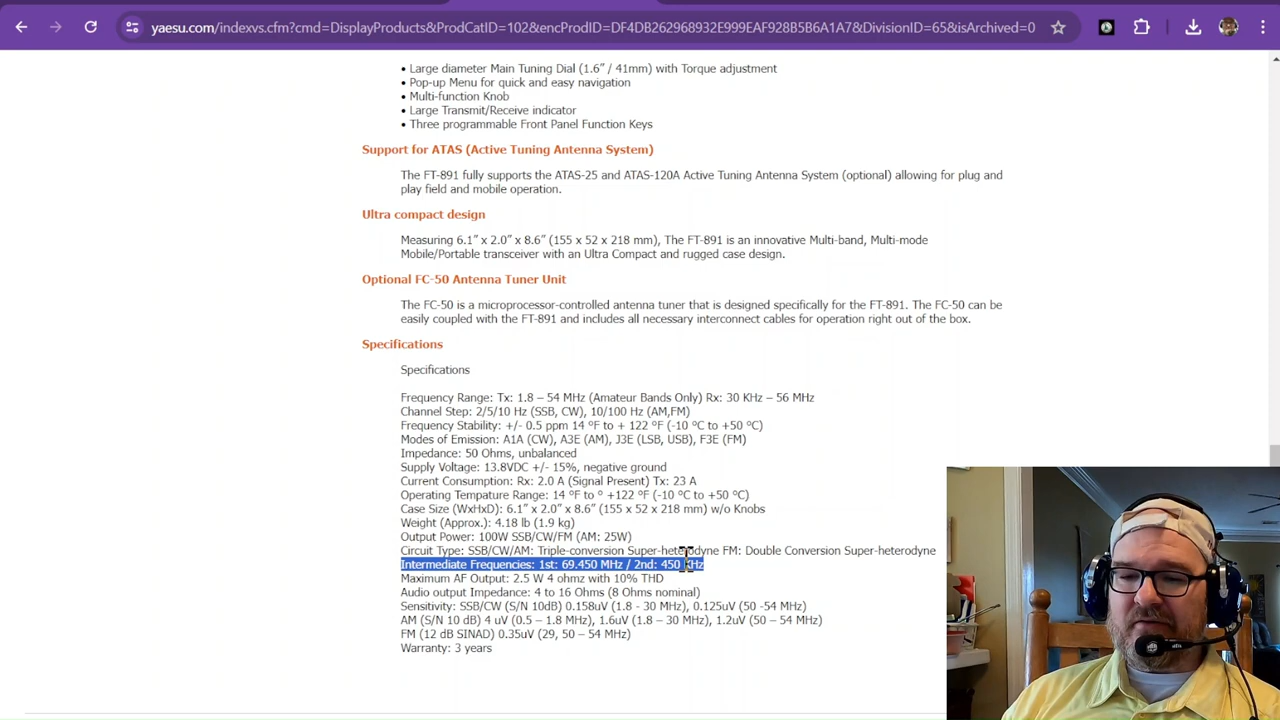 yaesu.com/indexvs.cfm?cmd=DisplayProducts&ProdCatID=102&encProdID=DF4DB262968932E999EAF928B5B6A1A7&DivisionID=65&isArchived=0
• Large diameter Main Tuning Dial (1.6" / 41mm) with Torque adjustment
• Pop-up Menu for quick and easy navigation
• Multi-function Knob
• Large Transmit/Receive indicator
• Three programmable Front Panel Function Keys
Support for ATAS (Active Tuning Antenna System)
The FT-891 fully supports the ATAS-25 and ATAS-120A Active Tuning Antenna System (optional) allowing for plug and
play field and mobile operation.
Ultra compact design
Measuring 6.1" x 2.0" x 8.6" (155 x 52 x 218 mm), The FT-891 is an innovative Multi-band, Multi-mode
Mobile/Portable transceiver with an Ultra Compact and rugged case design.
Optional FC-50 Antenna Tuner Unit
The FC-50 is a microprocessor-controlled antenna tuner that is designed specifically for the FT-891. The FC-50 can be
easily coupled with the FT-891 and includes all necessary interconnect cables for operation right out of the box.
Specifications
Specifications
Frequency Range: Tx: 1.8 – 54 MHz (Amateur Bands Only) Rx: 30 KHz – 56 MHz
Channel Step: 2/5/10 Hz (SSB, CW), 10/100 Hz (AM,FM)
Frequency Stability: +/- 0.5 ppm 14 ºF to + 122 ºF (-10 ºC to +50 ºC)
Modes of Emission: A1A (CW), A3E (AM), J3E (LSB, USB), F3E (FM)
Impedance: 50 Ohms, unbalanced
Supply Voltage: 13.8VDC +/- 15%, negative ground
Current Consumption: Rx: 2.0 A (Signal Present) Tx: 23 A
Operating Tempature Range: 14 ºF to º +122 ºF (-10 ºC to +50 ºC)
Case Size (WxHxD): 6.1" x 2.0" x 8.6" (155 x 52 x 218 mm) w/o Knobs
Weight (Approx.): 4.18 lb (1.9 kg)
Output Power: 100W SSB/CW/FM (AM: 25W)
Circuit Type: SSB/CW/AM: Triple-conversion Super-heterodyne FM: Double Conversion Super-heterodyne
Intermediate Frequencies: 1st: 69.450 MHz / 2nd: 450 KHz
Maximum AF Output: 2.5 W 4 ohmz with 10% THD
Audio output Impedance: 4 to 16 Ohms (8 Ohms nominal)
Sensitivity: SSB/CW (S/N 10dB) 0.158uV (1.8 - 30 MHz), 0.125uV (50 -54 MHz)
AM (S/N 10 dB) 4 uV (0.5 – 1.8 MHz), 1.6uV (1.8 – 30 MHz), 1.2uV (50 – 54 MHz)
FM (12 dB SINAD) 0.35uV (29, 50 – 54 MHz)
Warranty: 3 years